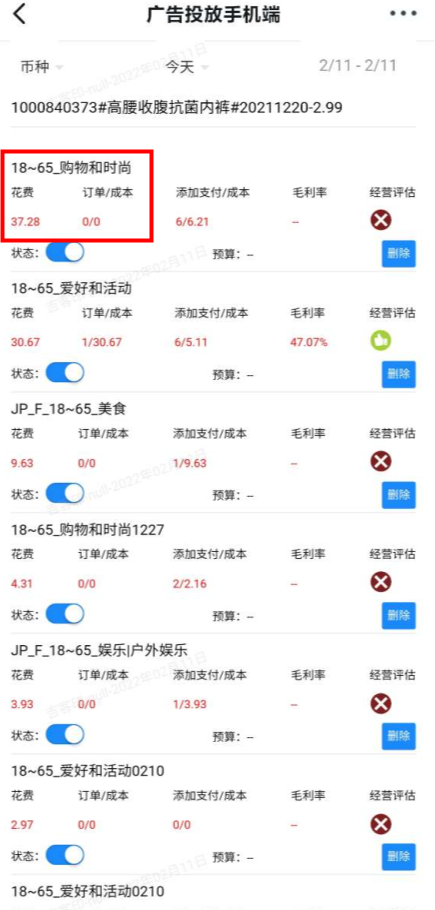 广告投放手机端
币种 今天 2/11 - 2/11
1000840373#高腰收腹抗菌内裤#20211220-2.99
18~65_购物和时尚
花费 订单/成本 添加支付/成本 毛利率 经营评估
37.28 0/0 6/6.21 --
状态: 预算: -- 删除
18~65_爱好和活动
花费 订单/成本 添加支付/成本 毛利率 经营评估
30.67 1/30.67 6/5.11 47.07%
状态: 预算: -- 删除
JP_F_18~65_美食
花费 订单/成本 添加支付/成本 毛利率 经营评估
9.63 0/0 1/9.63 --
状态: 预算: -- 删除
18~65_购物和时尚1227
花费 订单/成本 添加支付/成本 毛利率 经营评估
4.31 0/0 2/2.16 --
状态: 预算: -- 删除
JP_F_18~65_娱乐|户外娱乐
花费 订单/成本 添加支付/成本 毛利率 经营评估
3.93 0/0 1/3.93 --
状态: 预算: -- 删除
18~65_爱好和活动0210
花费 订单/成本 添加支付/成本 毛利率 经营评估
2.97 0/0 0/0 --
状态: 预算: -- 删除
18~65_爱好和活动0210